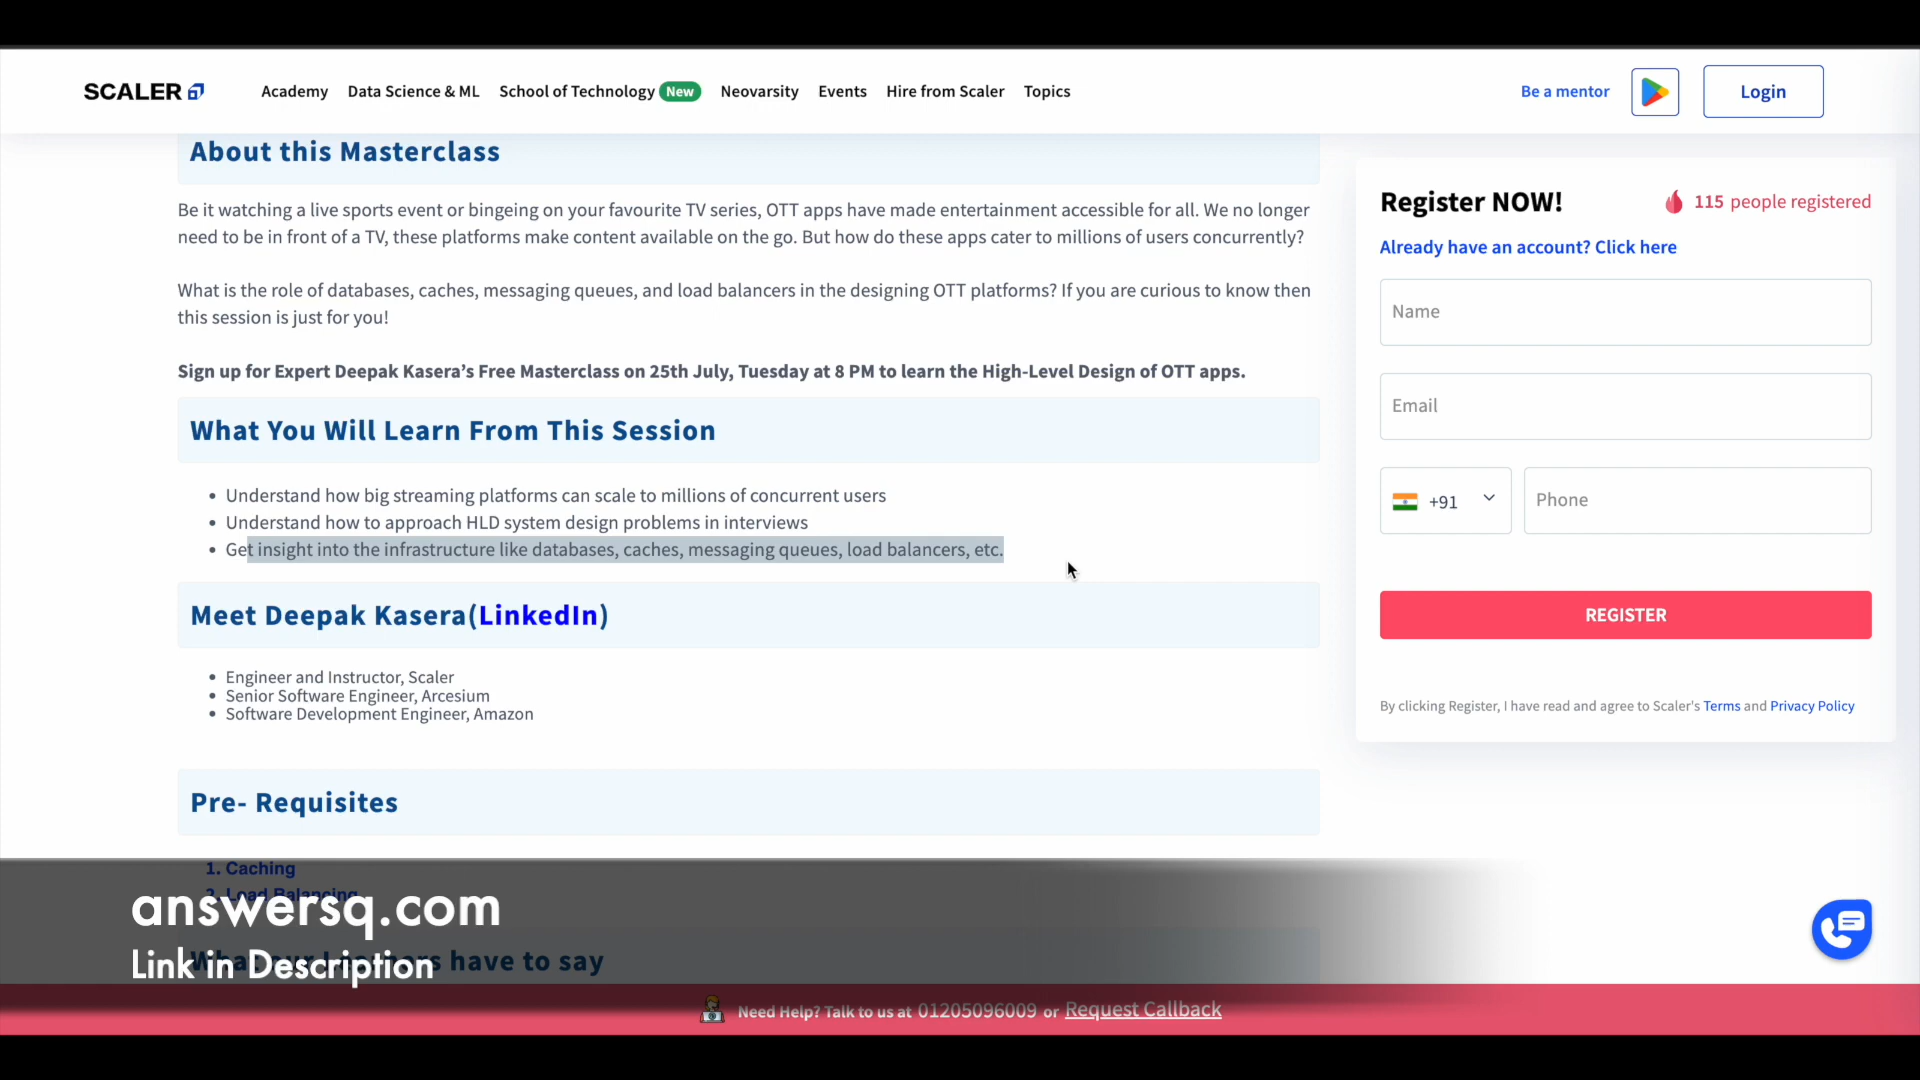 SCALER
Academy
Data Science & ML
School of Technology New
Neovarsity
Events
Hire from Scaler
Topics
Be a mentor
Login
About this Masterclass
Be it watching a live sports event or bingeing on your favourite TV series, OTT apps have made entertainment accessible for all. We no longer
need to be in front of a TV, these platforms make content available on the go. But how do these apps cater to millions of users concurrently?
What is the role of databases, caches, messaging queues, and load balancers in the designing OTT platforms? If you are curious to know then
this session is just for you!
Sign up for Expert Deepak Kasera’s Free Masterclass on 25th July, Tuesday at 8 PM to learn the High-Level Design of OTT apps.
What You Will Learn From This Session
• Understand how big streaming platforms can scale to millions of concurrent users
• Understand how to approach HLD system design problems in interviews
• Get insight into the infrastructure like databases, caches, messaging queues, load balancers, etc.
Meet Deepak Kasera(LinkedIn)
• Engineer and Instructor, Scaler
• Senior Software Engineer, Arcesium
• Software Development Engineer, Amazon
Pre- Requisites
1. Caching
2. Load Balancing
What our Learners have to say
Register NOW!
115 people registered
Already have an account? Click here
Name
Email
+91
Phone
REGISTER
By clicking Register, I have read and agree to Scaler's Terms and Privacy Policy
answersq.com
Link in Description
Need Help? Talk to us at 01205096009 or Request Callback